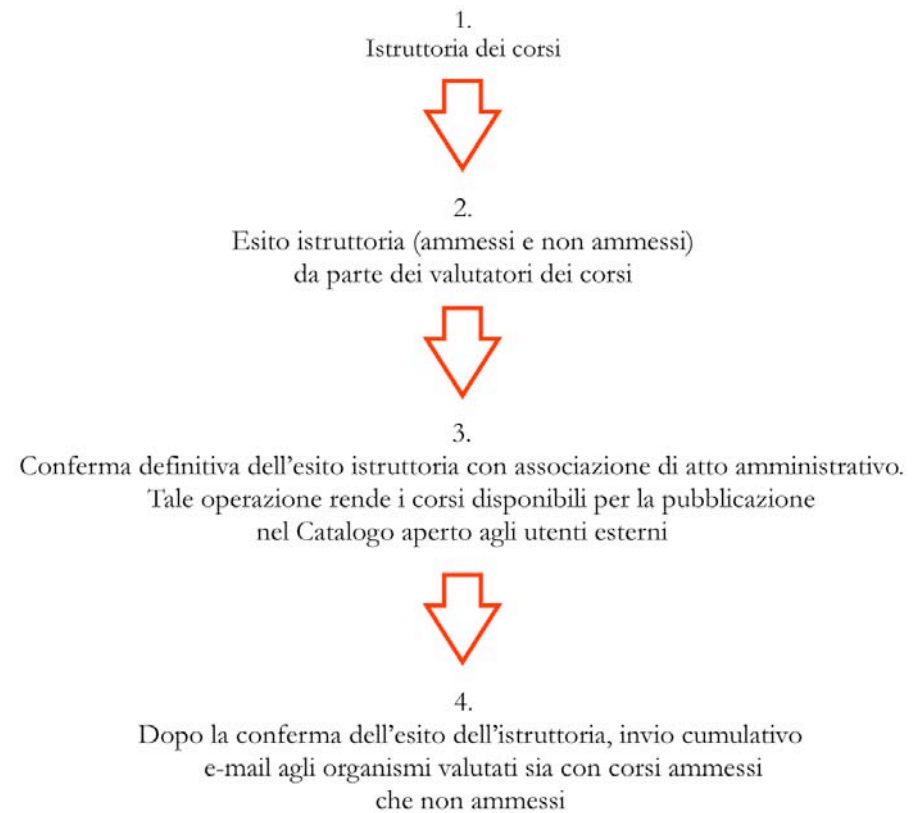 1.
Istruttoria dei corsi
2.
Esito istruttoria (ammessi e non ammessi)
da parte dei valutatori dei corsi
3.
Conferma definitiva dell'esito istruttoria con associazione di atto amministrativo.
Tale operazione rende i corsi disponibili per la pubblicazione
nel Catalogo aperto agli utenti esterni
4.
Dopo la conferma dell'esito dell'istruttoria, invio cumulativo
e-mail agli organismi valutati sia con corsi ammessi
che non ammessi